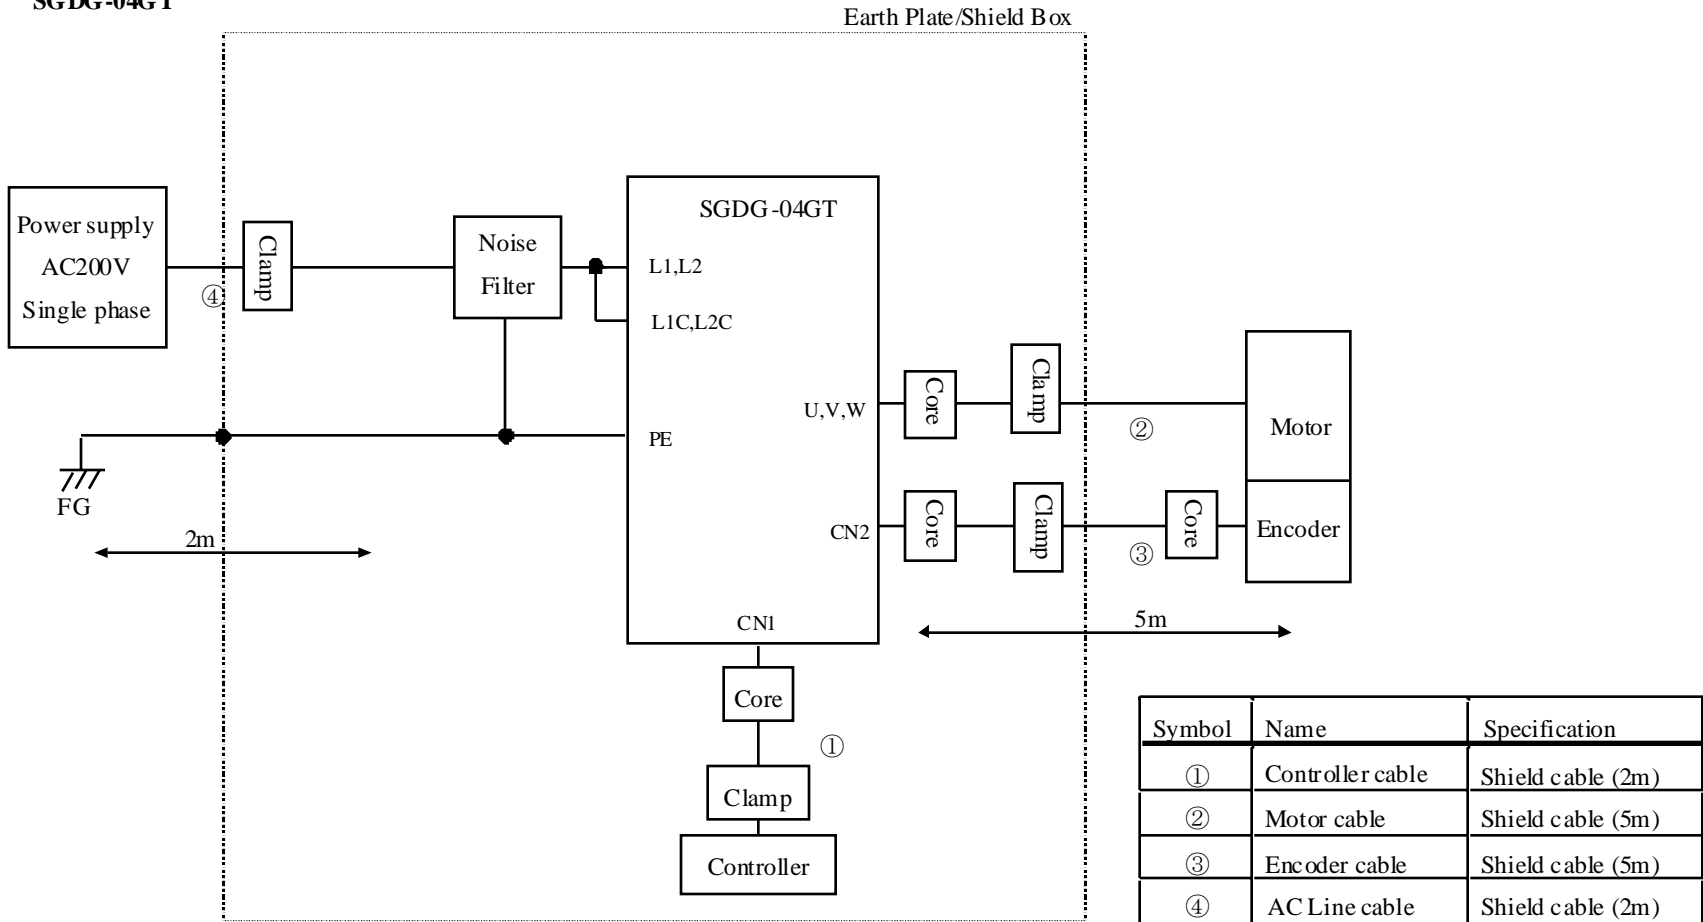 SGDG-04GT
Earth Plate/Shield Box
Power supply
AC200V
Single phase
④
Clamp
Noise
Filter
SGDG-04GT
L1,L2
L1C,L2C
U,V,W
PE
CN2
CN1
Core
Clamp
②
Motor
Core
Clamp
③
Core
Encoder
FG
2m
5m
Core
①
Clamp
Controller
Symbol Name Specification
① Controller cable Shield cable (2m)
② Motor cable Shield cable (5m)
③ Encoder cable Shield cable (5m)
④ AC Line cable Shield cable (2m)